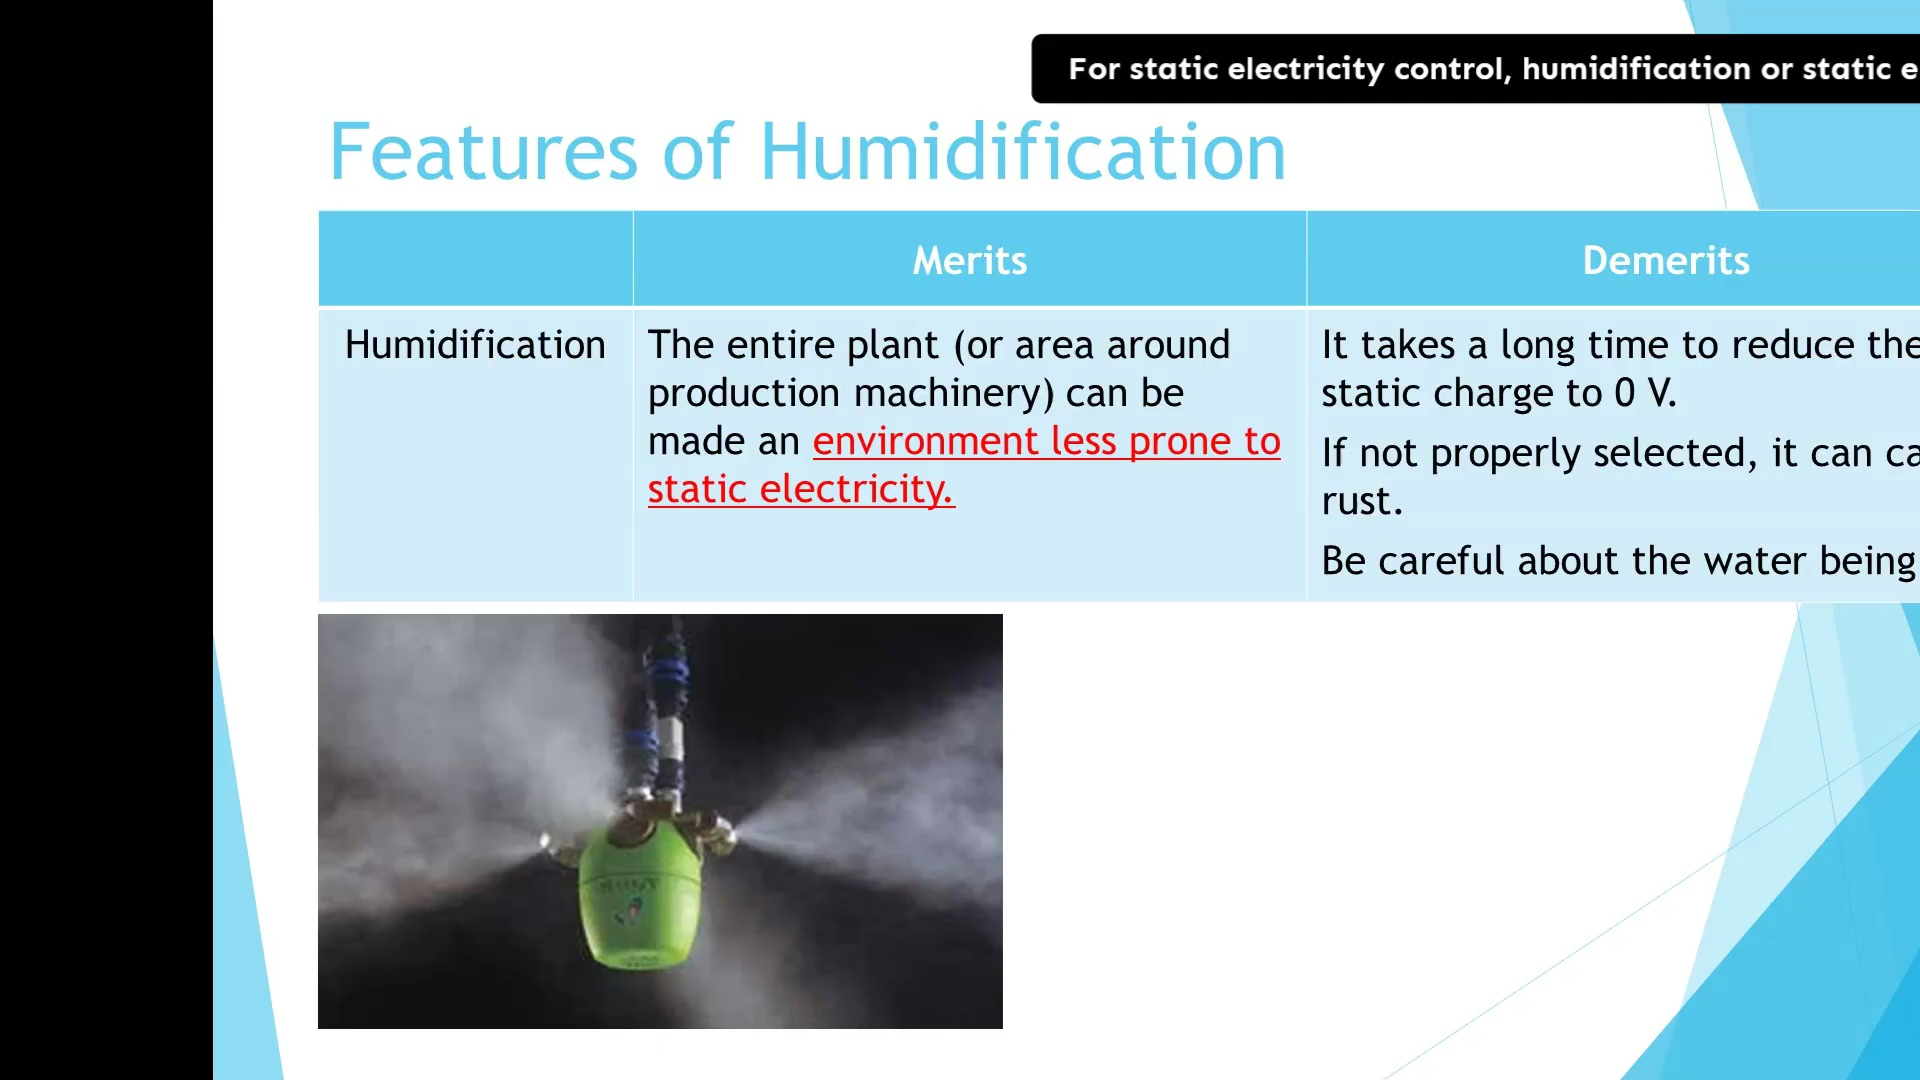 For static electricity control, humidification or static
Features of Humidification
Merits
Demerits
Humidification
The entire plant (or area around
production machinery) can be
made an environment less prone to
static electricity.
It takes a long time to reduce the
static charge to 0 V.
If not properly selected, it can
rust.
Be careful about the water being